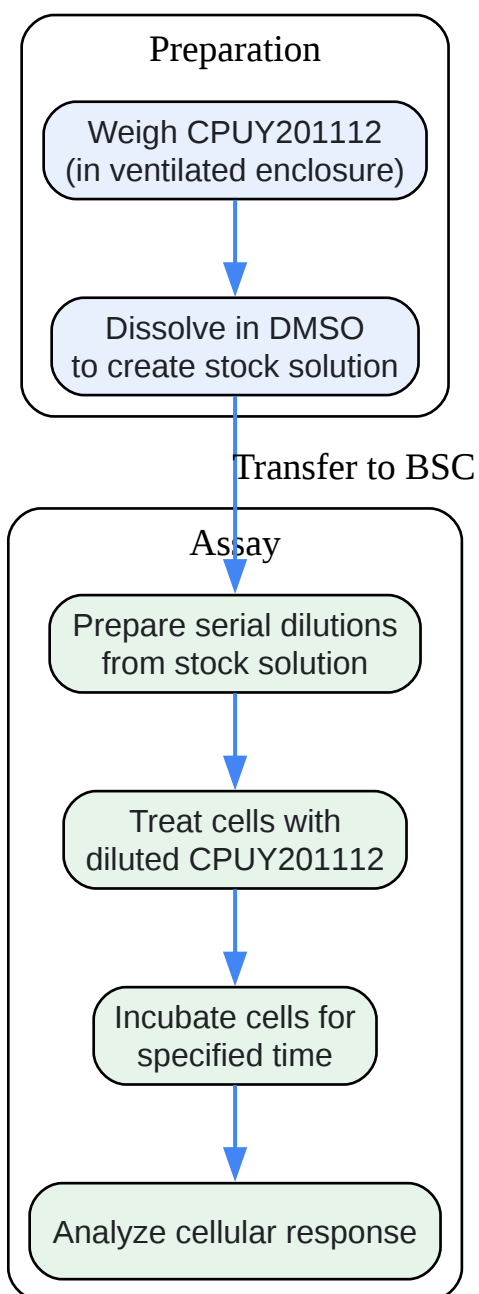 Preparation
Weigh CPUY201112
(in ventilated enclosure)
Dissolve in DMSO
to create stock solution
Transfer to BSC
Assay
Prepare serial dilutions
from stock solution
Treat cells with
diluted CPUY201112
Incubate cells for
specified time
Analyze cellular response